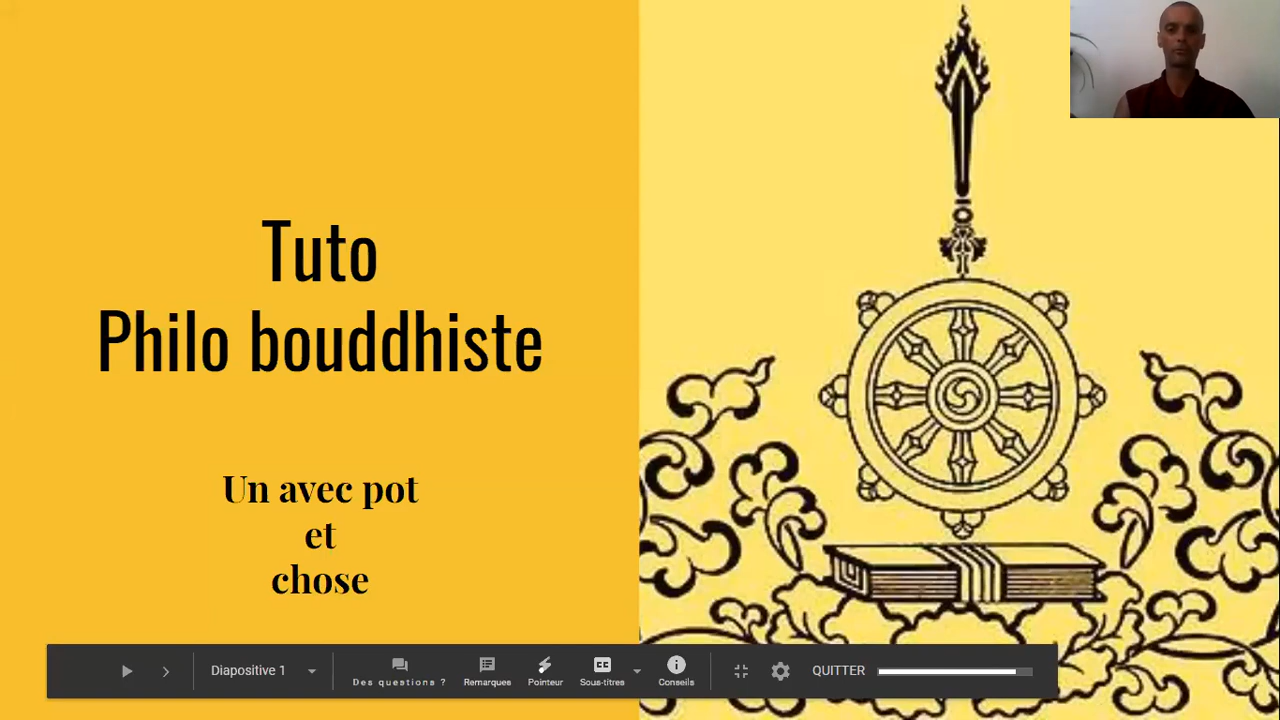 Tuto
Philo bouddhiste
Un avec pot
et
chose
Diapositive 1
Des questions ?
Remarques
Pointeur
Sous-titres
Conseils
QUITTER